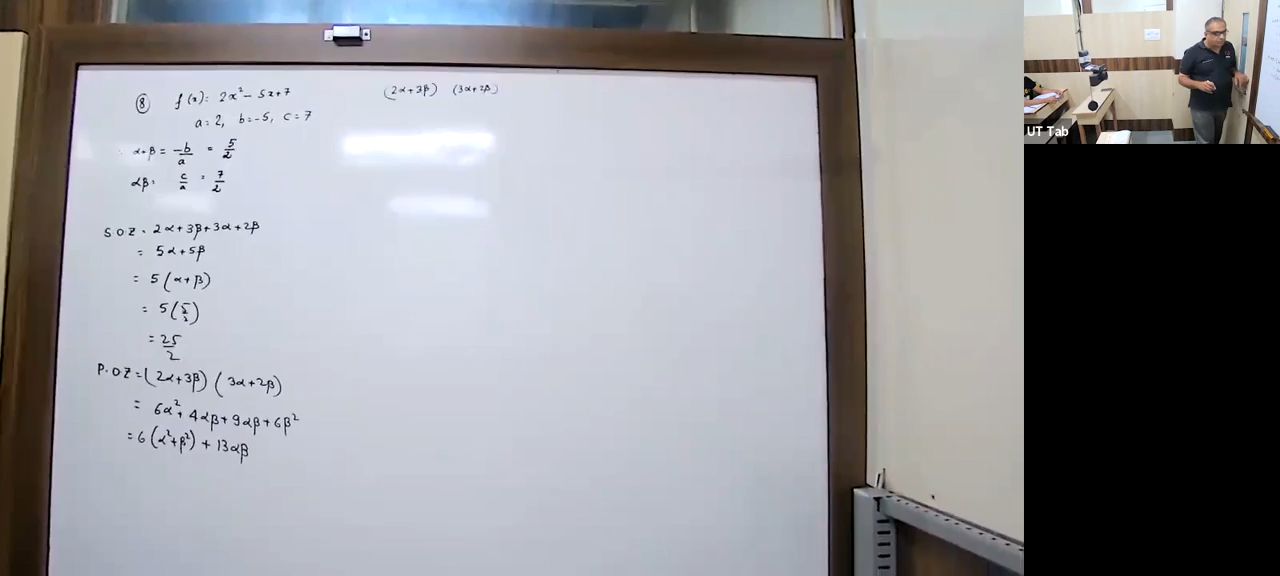 ⑧ f(x): 2x² - 5x+7 (2α+3β) (3α+2β)
a=2, b=-5, c=7
∴ α+β = -b/a = 5/2
αβ = c/a = 7/2
S.O.Z = 2α+3β+3α+2β
= 5α+5β
= 5(α+β)
= 5(5/2)
= 25/2
P.O.Z = (2α+3β) (3α+2β)
= 6α²+4αβ+9αβ+6β²
= 6(α²+β²) + 13αβ
UT Tab